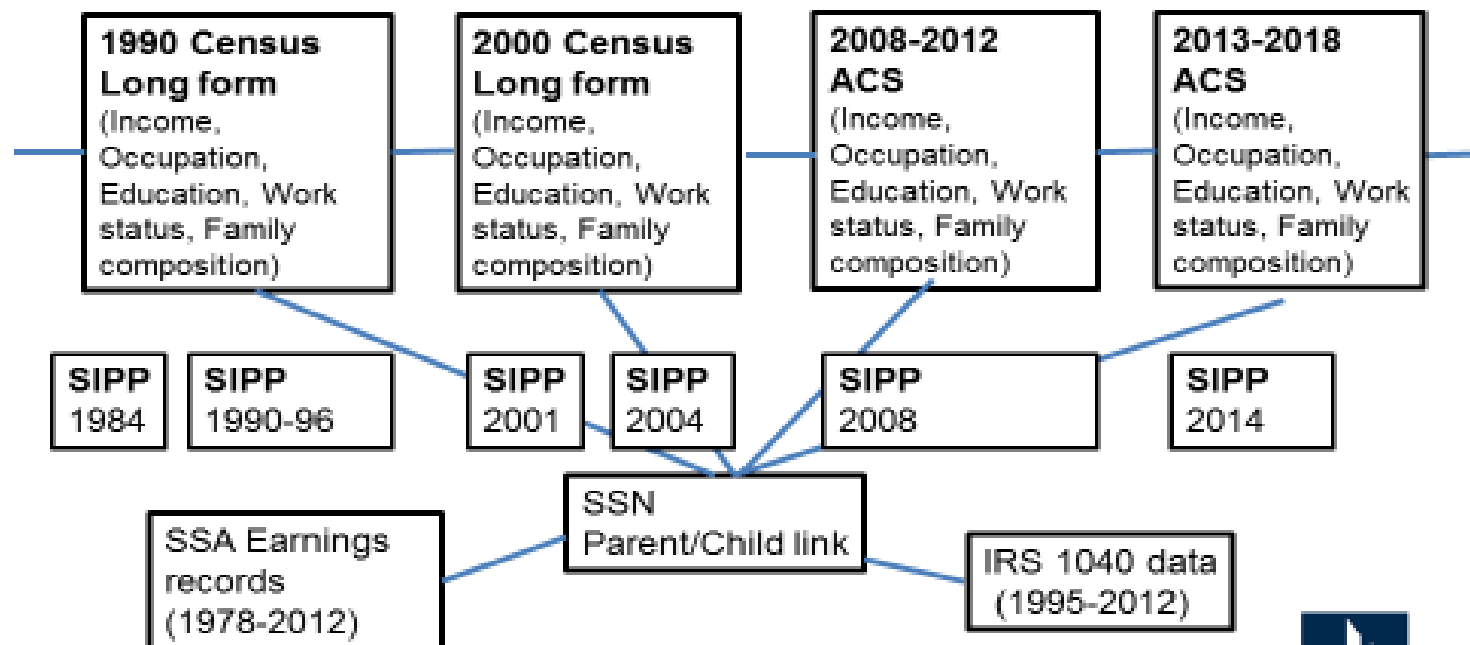 1990 Census
Long form
(Income,
Occupation,
Education, Work
status, Family
composition)
2000 Census
Long form
(Income,
Occupation,
Education, Work
status, Family
composition)
2008-2012
ACS
(Income,
Occupation,
Education, Work
status, Family
composition)
2013-2018
ACS
(Income,
Occupation,
Education, Work
status, Family
composition)
SIPP
1984
SIPP
1990-96
SIPP
2001
SIPP
2004
SIPP
2008
SIPP
2014
SSN
Parent/Child link
SSA Earnings
records
(1978-2012)
IRS 1040 data
(1995-2012)